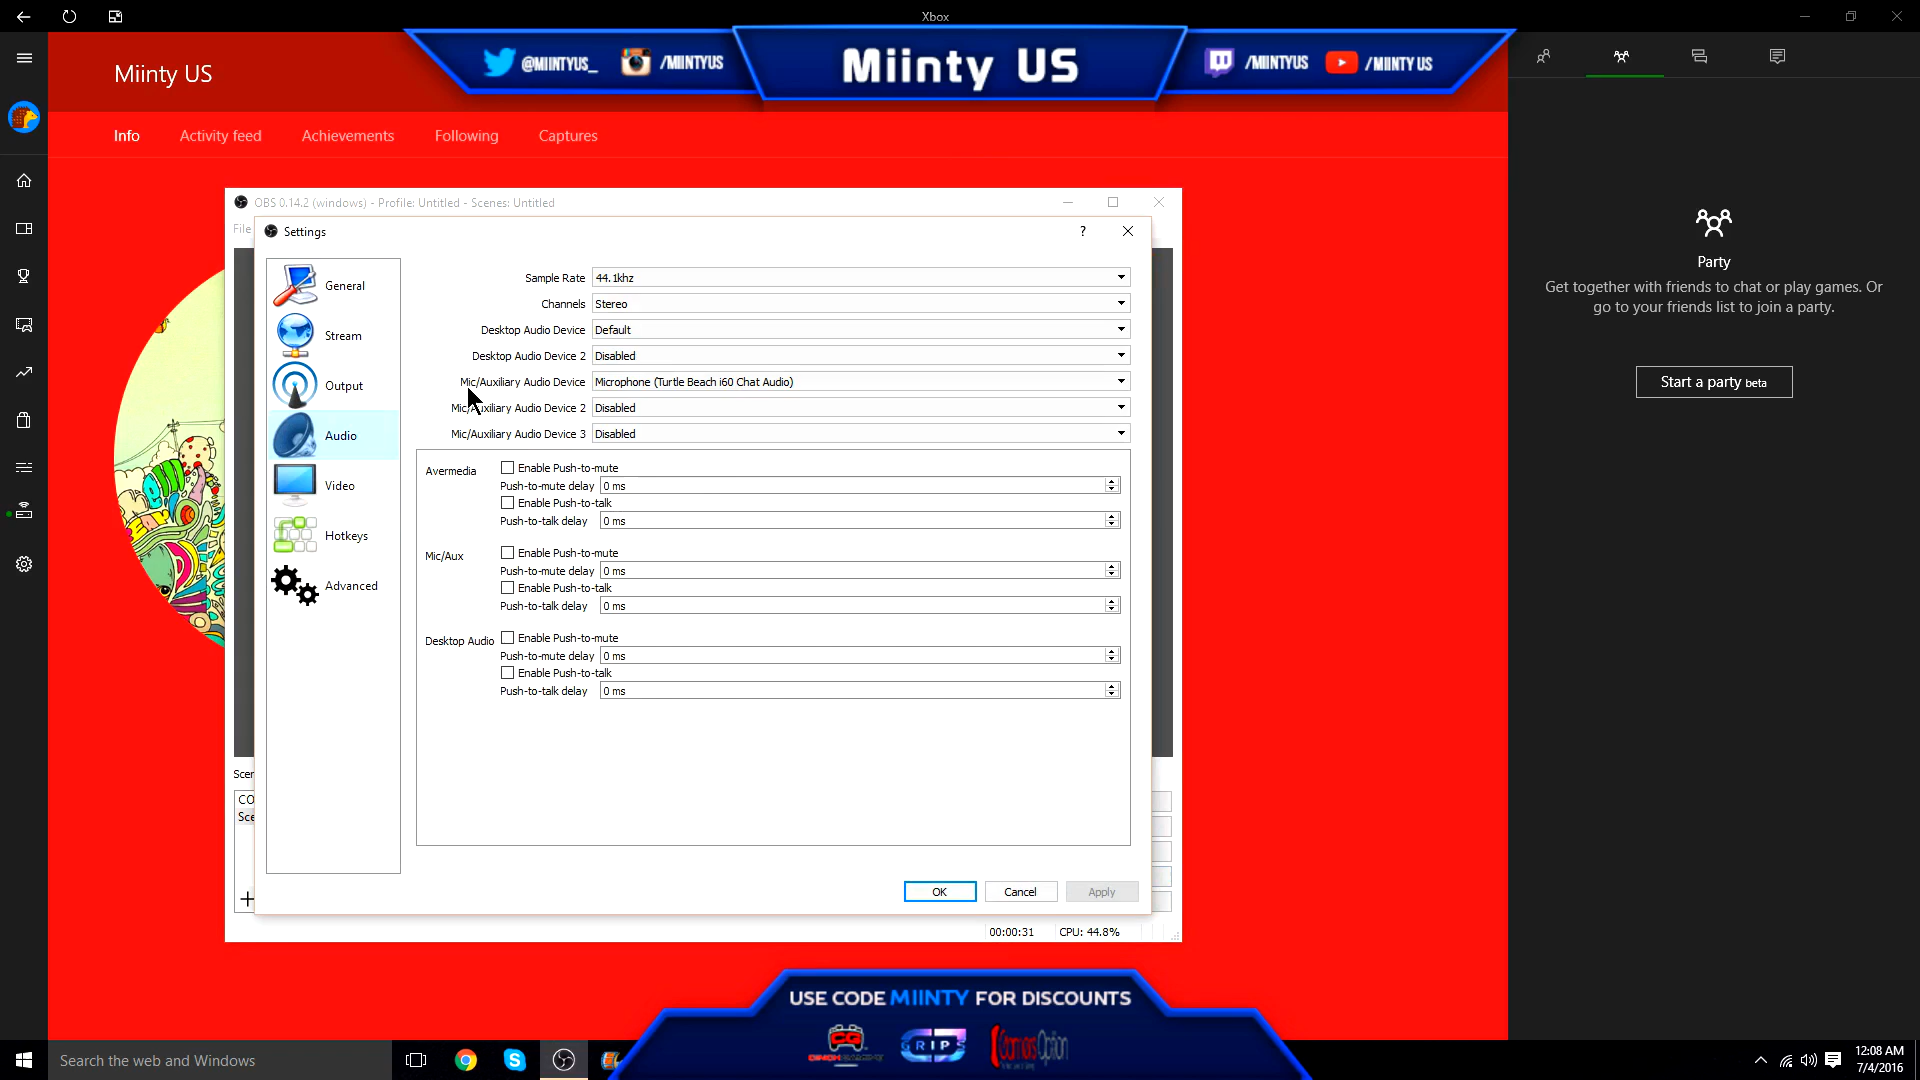 Xbox
Miinty US
@MIINTYUS_
/MIINTYUS
Miinty US
/MIINTYUS
/MIINTY US
Info
Activity feed
Achievements
Following
Captures
OBS 0.14.2 (windows) - Profile: Untitled - Scenes: Untitled
File
Settings
?
General
Stream
Output
Audio
Video
Hotkeys
Advanced
Sample Rate 44.1khz
Channels Stereo
Desktop Audio Device Default
Desktop Audio Device 2 Disabled
Mic/Auxiliary Audio Device Microphone (Turtle Beach i60 Chat Audio)
Mic/Auxiliary Audio Device 2 Disabled
Mic/Auxiliary Audio Device 3 Disabled
Avermedia
Enable Push-to-mute
Push-to-mute delay 0 ms
Enable Push-to-talk
Push-to-talk delay 0 ms
Mic/Aux
Enable Push-to-mute
Push-to-mute delay 0 ms
Enable Push-to-talk
Push-to-talk delay 0 ms
Desktop Audio
Enable Push-to-mute
Push-to-mute delay 0 ms
Enable Push-to-talk
Push-to-talk delay 0 ms
Scer
CO
Sce
OK
Cancel
Apply
00:00:31
CPU: 44.8%
Party
Get together with friends to chat or play games. Or
go to your friends list to join a party.
Start a party beta
USE CODE MIINTY FOR DISCOUNTS
CG
GRIPS
Search the web and Windows
12:08 AM
7/4/2016